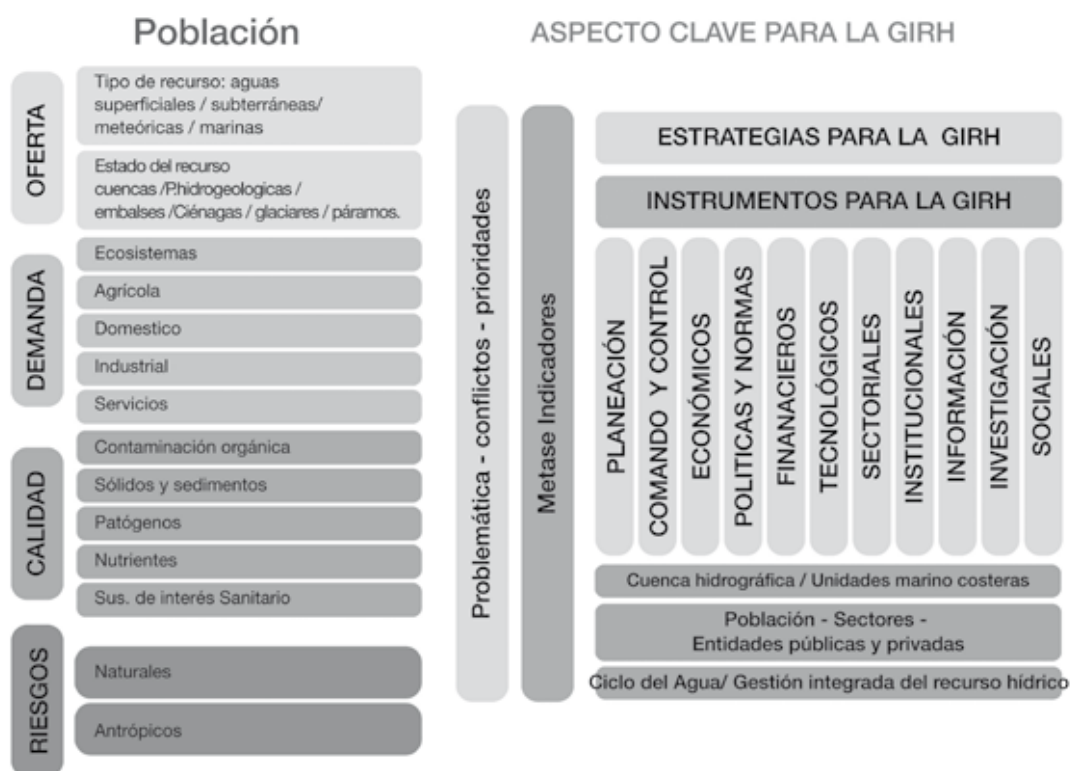 Población
OFERTA
Tipo de recurso: aguas
superficiales / subterráneas/
meteóricas / marinas
Estado del recurso
cuencas /P.hidrogeologicas /
embalses /Ciénagas / glaciares / páramos.
DEMANDA
Ecosistemas
Agrícola
Domestico
Industrial
Servicios
CALIDAD
Contaminación orgánica
Sólidos y sedimentos
Patógenos
Nutrientes
Sus. de interés Sanitario
RIESGOS
Naturales
Antrópicos
ASPECTO CLAVE PARA LA GIRH
Problemática - conflictos - prioridades
Metase Indicadores
ESTRATEGIAS PARA LA GIRH
INSTRUMENTOS PARA LA GIRH
PLANEACIÓN
COMANDO Y CONTROL
ECONÓMICOS
POLITICAS Y NORMAS
FINANACIEROS
TECNOLÓGICOS
SECTORIALES
INSTITUCIONALES
INFORMACIÓN
INVESTIGACIÓN
SOCIALES
Cuenca hidrográfica / Unidades marino costeras
Población - Sectores -
Entidades públicas y privadas
Ciclo del Agua/ Gestión integrada del recurso hídrico